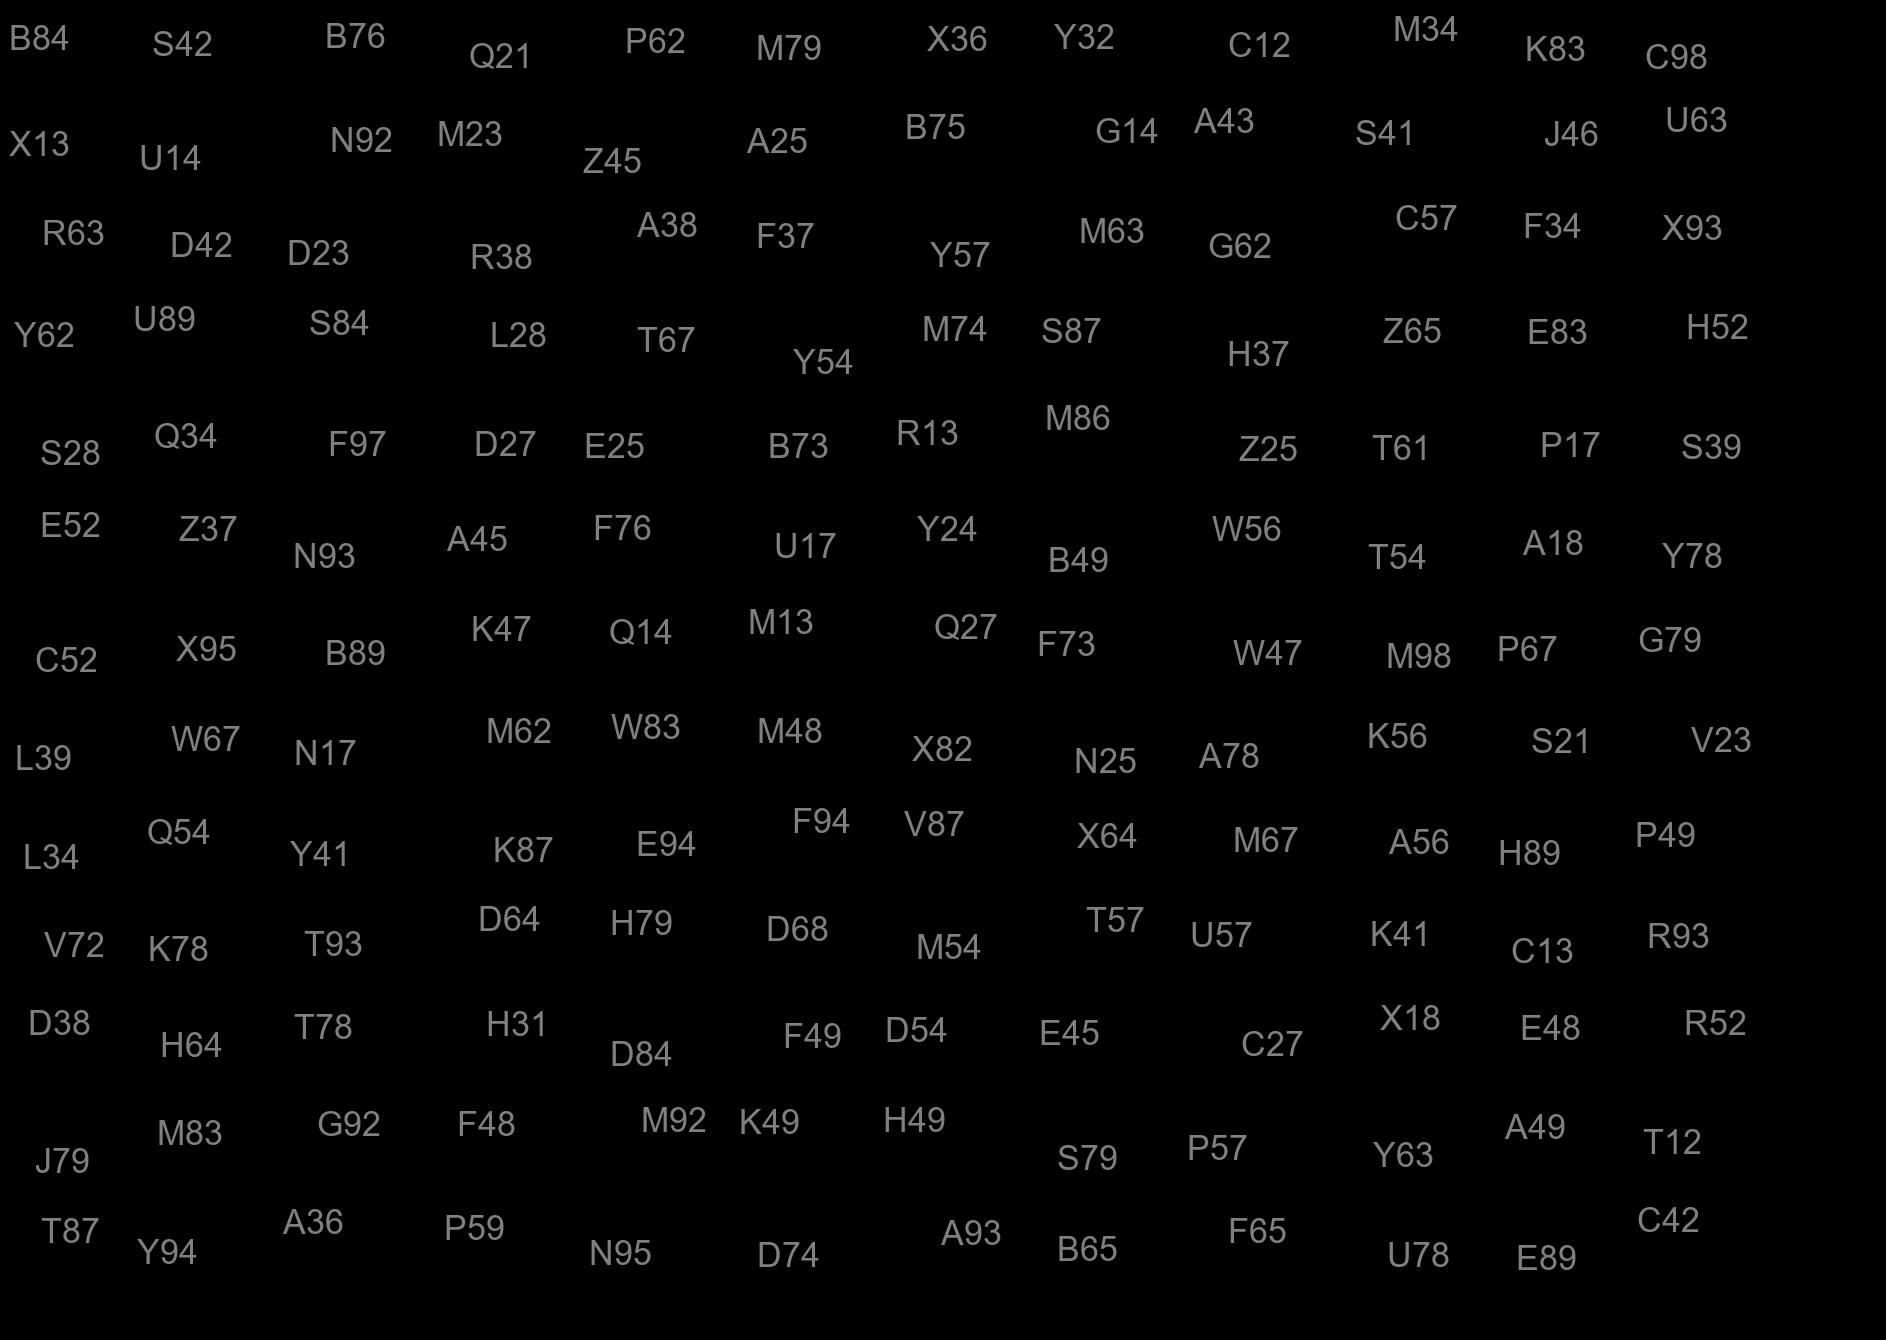 B84 S42 B76 Q21 P62 M79 X36 Y32 C12 M34 K83 C98
X13 U14 N92 M23 Z45 A25 B75 G14 A43 S41 J46 U63
R63 D42 D23 R38 A38 F37 Y57 M63 G62 C57 F34 X93
Y62 U89 S84 L28 T67 Y54 M74 S87 H37 Z65 E83 H52
S28 Q34 F97 D27 E25 B73 R13 M86 Z25 T61 P17 S39
E52 Z37 N93 A45 F76 U17 Y24 B49 W56 T54 A18 Y78
C52 X95 B89 K47 Q14 M13 Q27 F73 W47 M98 P67 G79
L39 W67 N17 M62 W83 M48 X82 N25 A78 K56 S21 V23
L34 Q54 Y41 K87 E94 F94 V87 X64 M67 A56 H89 P49
V72 K78 T93 D64 H79 D68 M54 T57 U57 K41 C13 R93
D38 H64 T78 H31 D84 F49 D54 E45 C27 X18 E48 R52
J79 M83 G92 F48 M92 K49 H49 S79 P57 Y63 A49 T12
T87 Y94 A36 P59 N95 D74 A93 B65 F65 U78 E89 C42